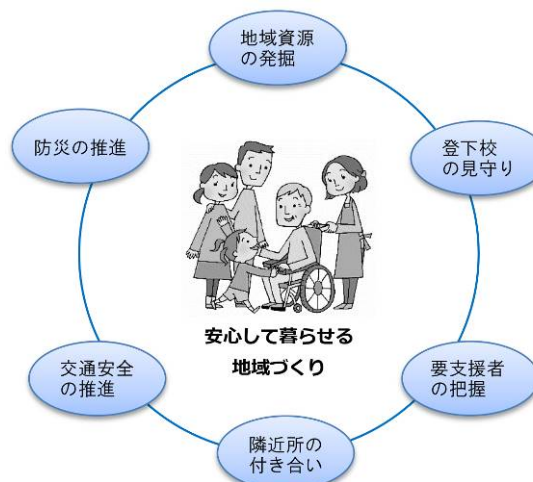 地域資源
の発掘
防災の推進
登下校
の見守り
安心して暮らせる
地域づくり
交通安全
の推進
要支援者
の把握
隣近所の
付き合い